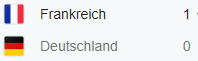 Frankreich 1
Deutschland 0